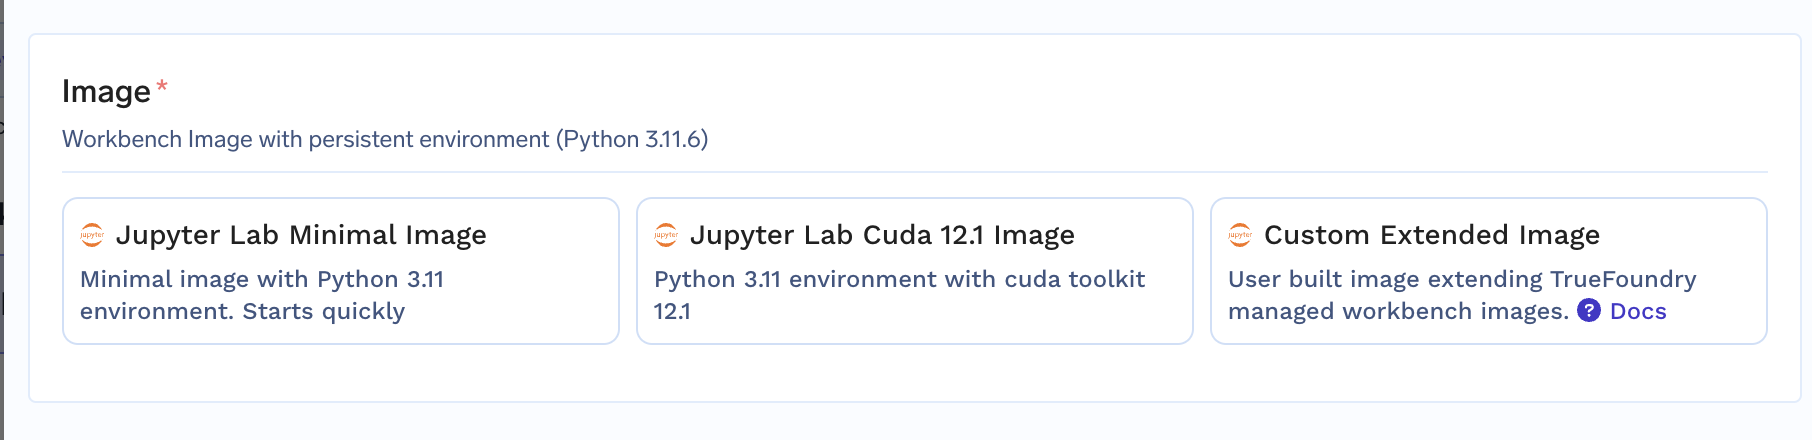 Image*
Workbench Image with persistent environment (Python 3.11.6)
jupyter Jupyter Lab Minimal Image
Minimal image with Python 3.11
environment. Starts quickly
jupyter Jupyter Lab Cuda 12.1 Image
Python 3.11 environment with cuda toolkit
12.1
jupyter Custom Extended Image
User built image extending TrueFoundry
managed workbench images. ? Docs